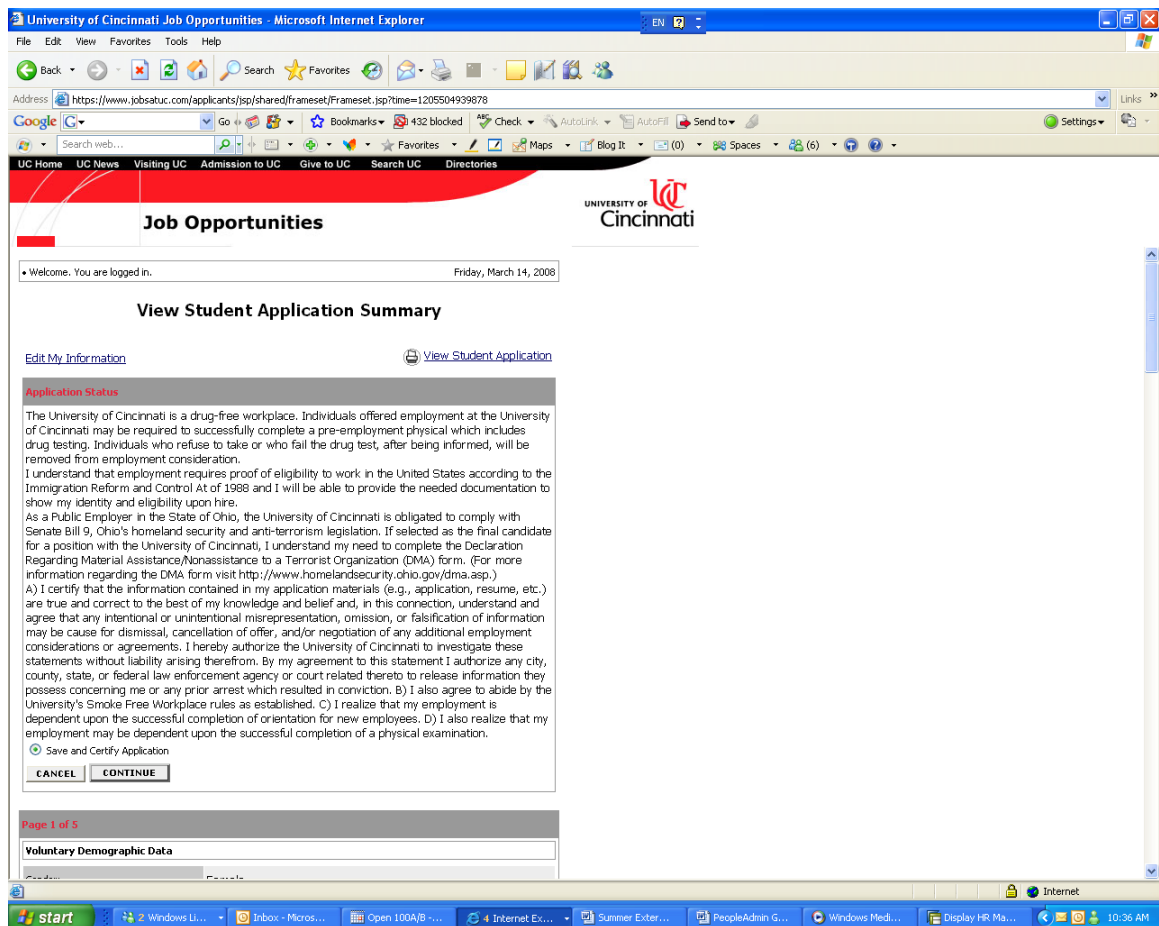 University of Cincinnati Job Opportunities - Microsoft Internet Explorer
EN
File Edit View Favorites Tools Help
Back Search Favorites
Address https://www.jobsatuc.com/applicants/jsp/shared/frameset/Frameset.jsp?time=1205504939878 Links »
Google G Go Bookmarks 432 blocked ABC Check AutoLink AutoFill Send to Settings
Search web... Favorites Maps Blog It (0) Spaces (6)
UC Home UC News Visiting UC Admission to UC Give to UC Search UC Directories
Job Opportunities
UNIVERSITY OF UC
Cincinnati
• Welcome. You are logged in. Friday, March 14, 2008
View Student Application Summary
Edit My Information View Student Application
Application Status
The University of Cincinnati is a drug-free workplace. Individuals offered employment at the University
of Cincinnati may be required to successfully complete a pre-employment physical which includes
drug testing. Individuals who refuse to take or who fail the drug test, after being informed, will be
removed from employment consideration.
I understand that employment requires proof of eligibility to work in the United States according to the
Immigration Reform and Control At of 1988 and I will be able to provide the needed documentation to
show my identity and eligibility upon hire.
As a Public Employer in the State of Ohio, the University of Cincinnati is obligated to comply with
Senate Bill 9, Ohio's homeland security and anti-terrorism legislation. If selected as the final candidate
for a position with the University of Cincinnati, I understand my need to complete the Declaration
Regarding Material Assistance/Nonassistance to a Terrorist Organization (DMA) form. (For more
information regarding the DMA form visit http://www.homelandsecurity.ohio.gov/dma.asp.)
A) I certify that the information contained in my application materials (e.g., application, resume, etc.)
are true and correct to the best of my knowledge and belief and, in this connection, understand and
agree that any intentional or unintentional misrepresentation, omission, or falsification of information
may be cause for dismissal, cancellation of offer, and/or negotiation of any additional employment
considerations or agreements. I hereby authorize the University of Cincinnati to investigate these
statements without liability arising therefrom. By my agreement to this statement I authorize any city,
county, state, or federal law enforcement agency or court related thereto to release information they
possess concerning me or any prior arrest which resulted in conviction. B) I also agree to abide by the
University's Smoke Free Workplace rules as established. C) I realize that my employment is
dependent upon the successful completion of orientation for new employees. D) I also realize that my
employment may be dependent upon the successful completion of a physical examination.
Save and Certify Application
CANCEL CONTINUE
Page 1 of 5
Voluntary Demographic Data
Internet
start 2 Windows Li... Inbox - Micros... Open 100A/B -... 4 Internet Ex... Summer Exter... PeopleAdmin G... Windows Medi... Display HR Ma... 10:36 AM